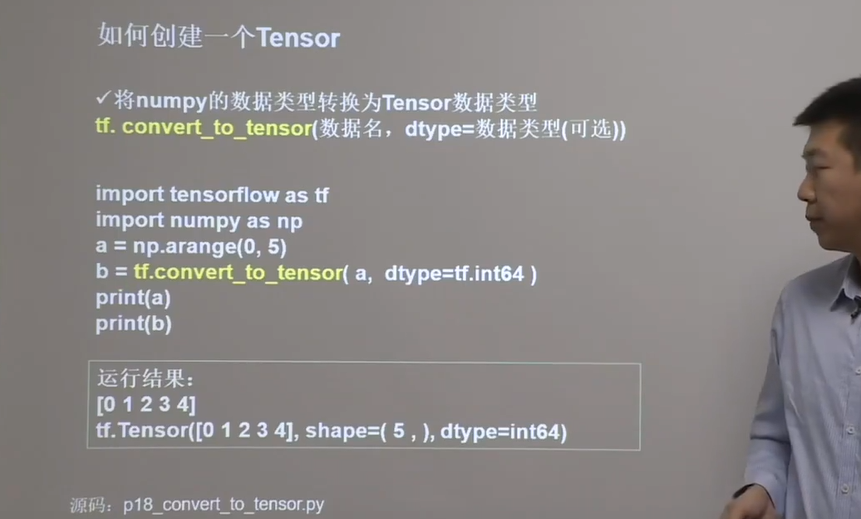 如何创建一个Tensor
✓将numpy的数据类型转换为Tensor数据类型
tf. convert_to_tensor(数据名，dtype=数据类型(可选))
import tensorflow as tf
import numpy as np
a = np.arange(0, 5)
b = tf.convert_to_tensor( a, dtype=tf.int64 )
print(a)
print(b)
运行结果：
[0 1 2 3 4]
tf.Tensor([0 1 2 3 4], shape=( 5 , ), dtype=int64)
源码：p18_convert_to_tensor.py